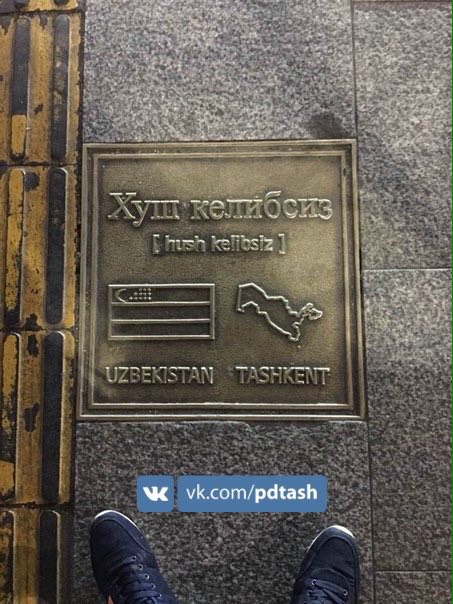 Хуш келибсиз
[ hush kelibsiz ]
UZBEKISTAN TASHKENT
vk.com/pdtash